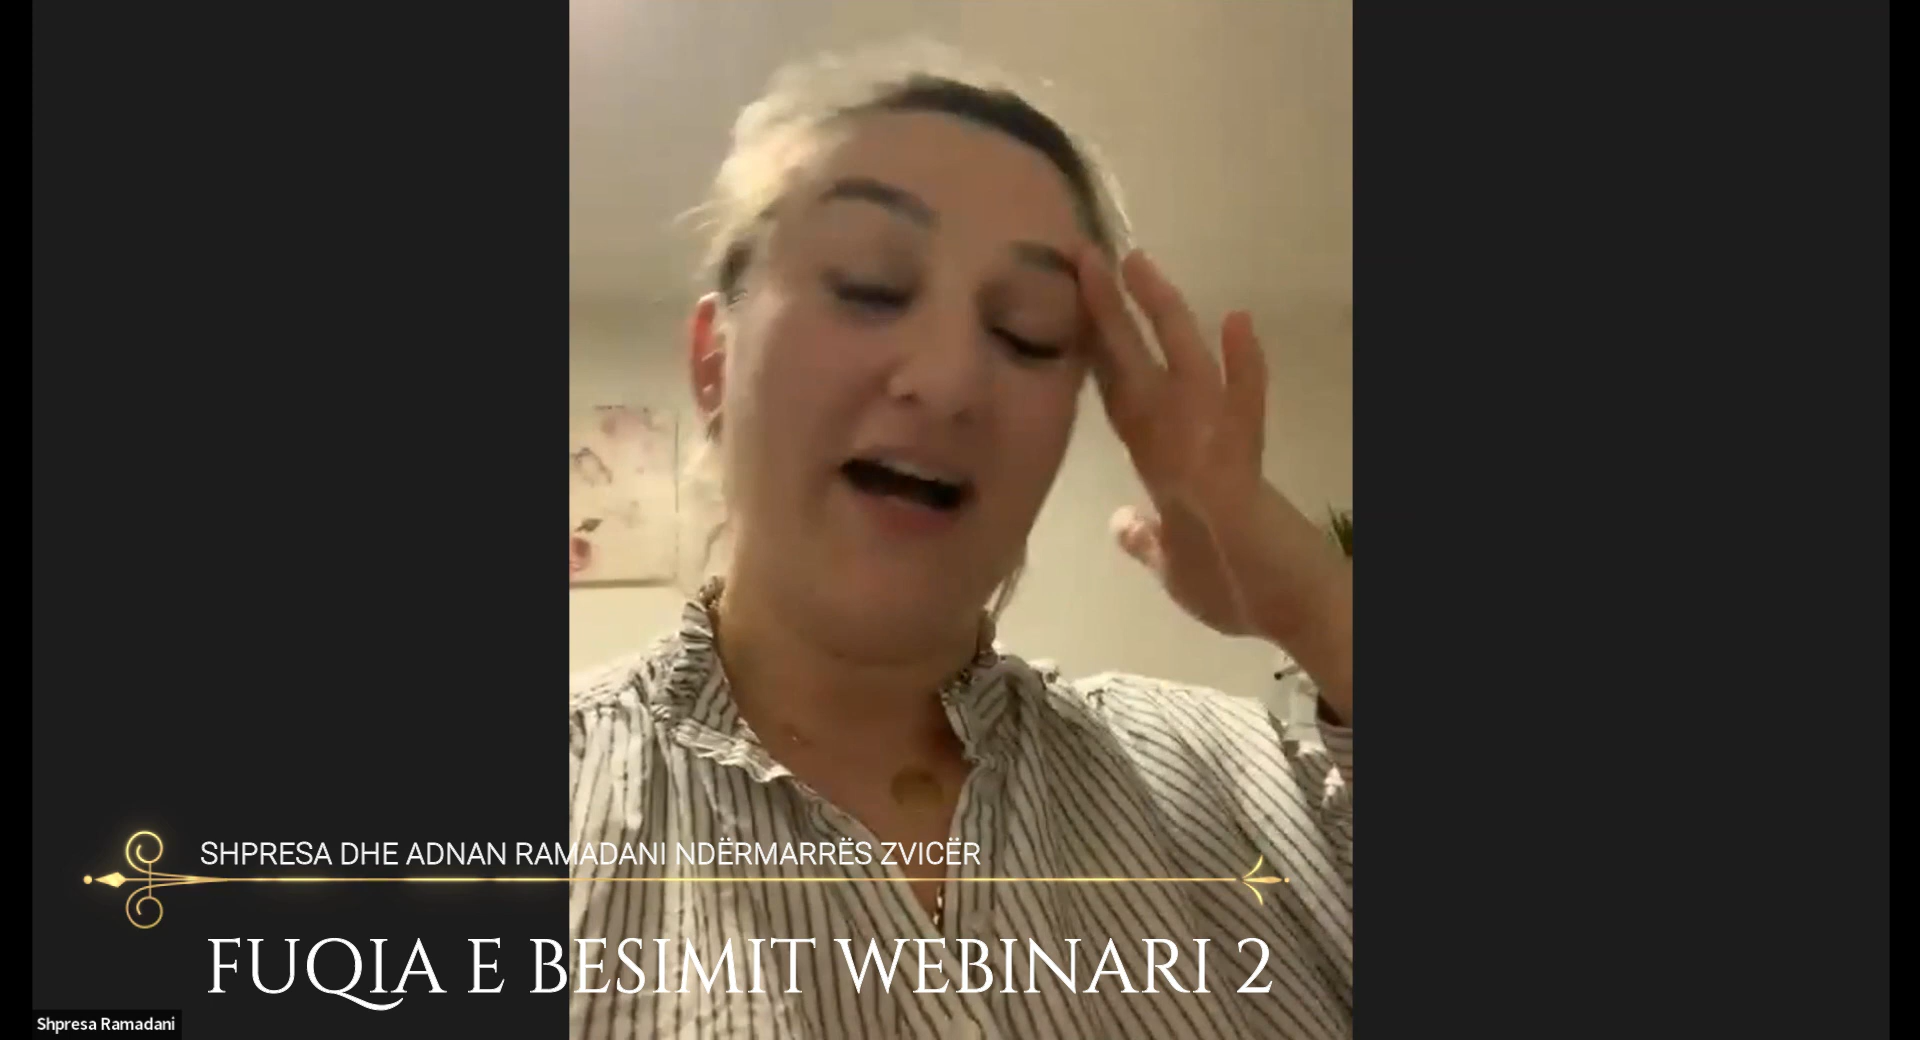 SHPRESA DHE ADNAN RAMADANI NDËRMARRËS ZVICËR
FUQIA E BESIMIT WEBINARI 2
Shpresa Ramadani